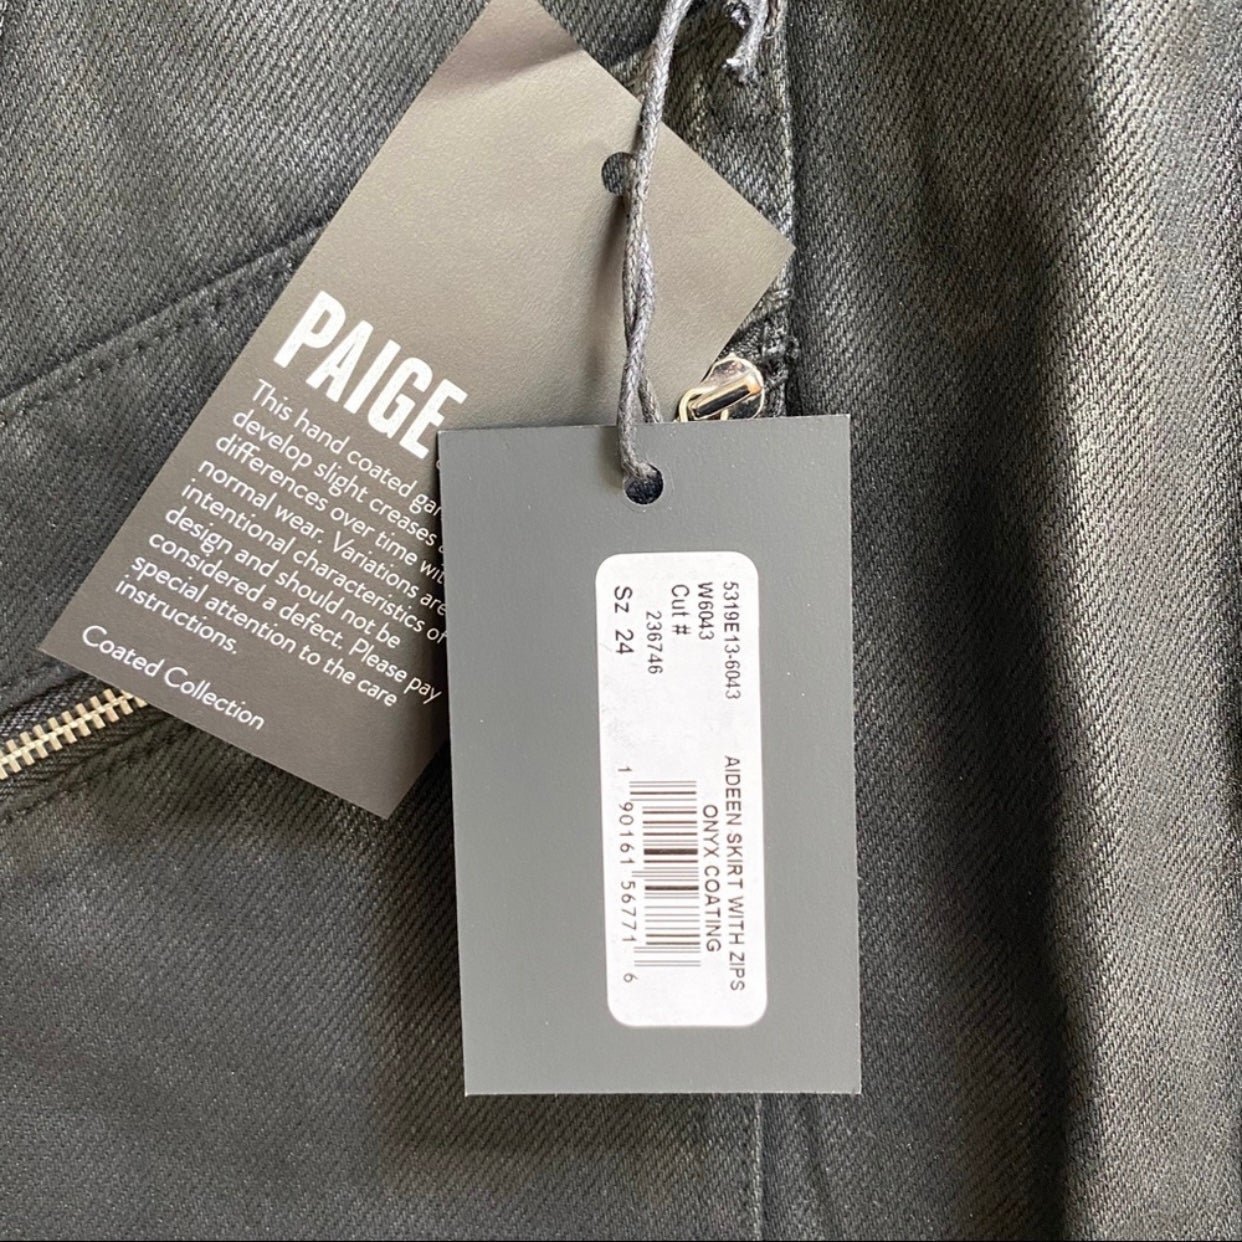 PAIGE
This hand coated gar
develop slight creases
differences over time wit
normal wear. Variations are
intentional characteristics of
design and should not be
considered a defect. Please pay
special attention to the care
instructions.
Coated Collection
5319E13-6043 AIDEEN SKIRT WITH ZIPS
W6043 ONYX COATING
Cut #
236746
Sz 24
1 90161 56771 6